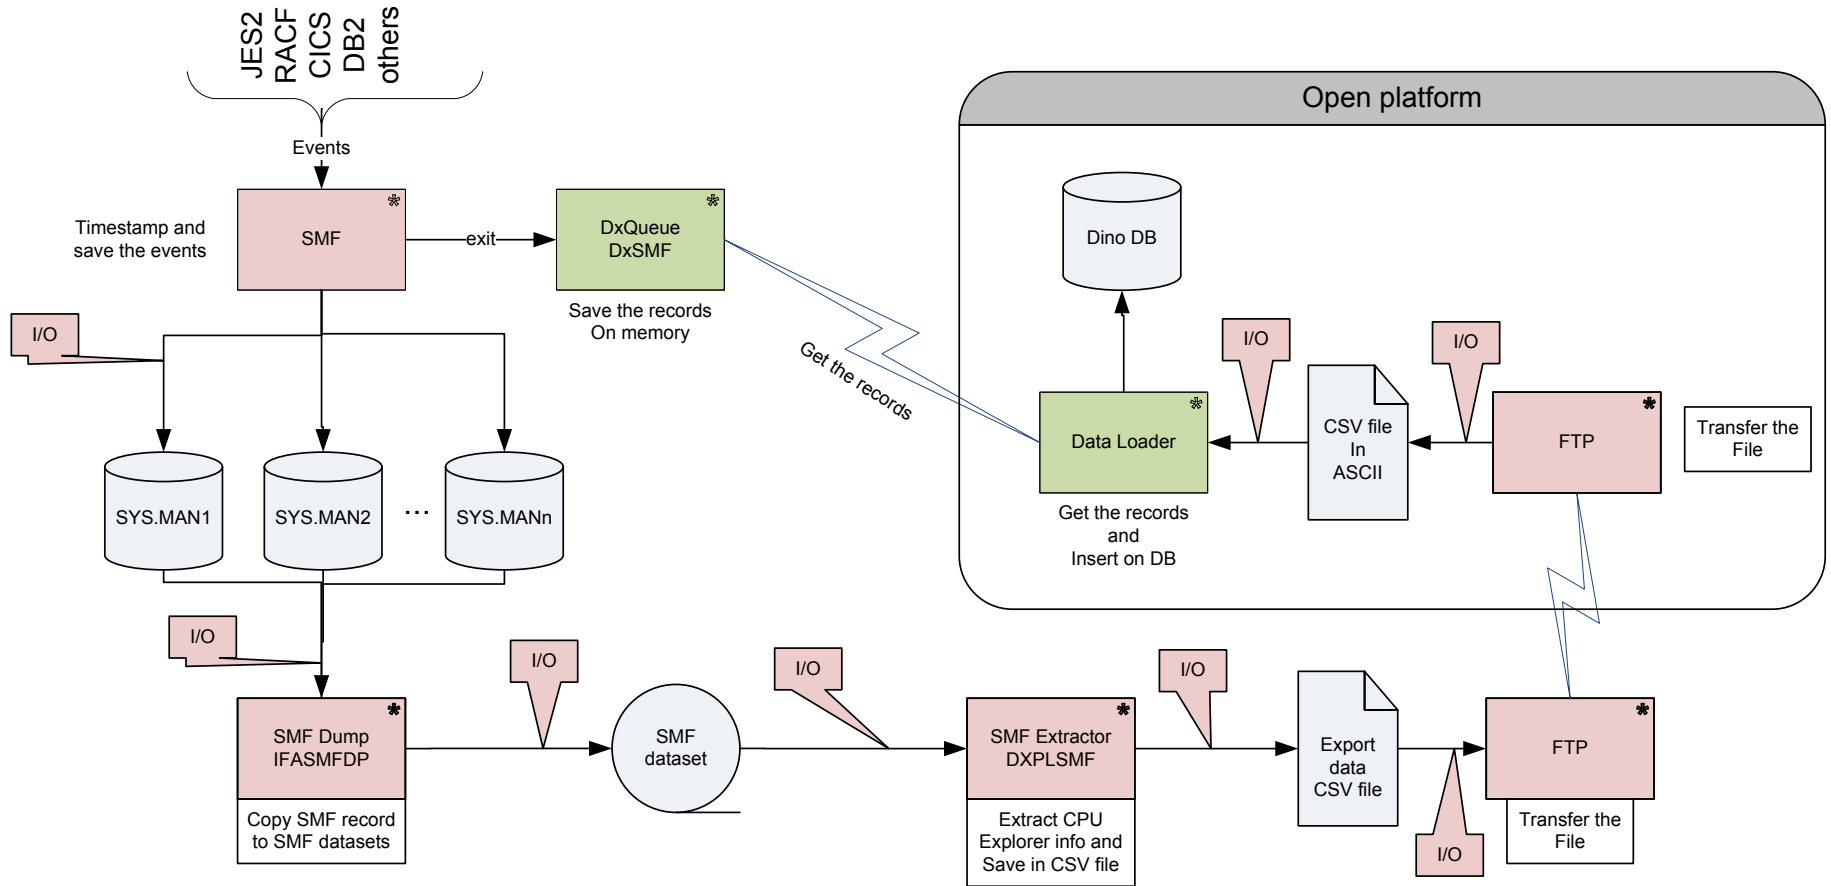 JES2
RACF
CICS
DB2
others
Events
Timestamp and
save the events
SMF
*
exit
DxQueue
DxSMF
*
Save the records
On memory
Get the records
I/O
SYS.MAN1
SYS.MAN2
...
SYS.MANn
I/O
Open platform
Dino DB
Data Loader
*
Get the records
and
Insert on DB
I/O
CSV file
In
ASCII
I/O
FTP
*
Transfer the
File
SMF Dump
IFASMFDP
*
Copy SMF record
to SMF datasets
I/O
SMF
dataset
I/O
SMF Extractor
DXPLSMF
*
Extract CPU
Explorer info and
Save in CSV file
I/O
Export
data
CSV file
I/O
FTP
*
Transfer the
File